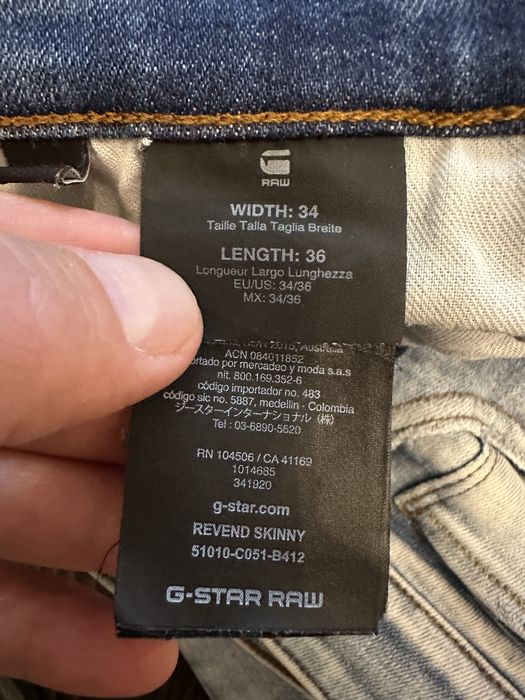 RAW
WIDTH: 34
Taille Talla Taglia Breite
LENGTH: 36
Longueur Largo Lunghezza
EU/US: 34/36
MX: 34/36
2015, Australia
ACN 084011852
por mercadeo y moda s.a.s
nit. 800.169.352-6
código importador no. 483
código sic no. 5887, medellin - Colombia
ジースターインターナショナル (株)
Tel : 03-6890-5620
RN 104506 / CA 41169
1014685
341920
g-star.com
REVEND SKINNY
51010-C051-B412
G-STAR RAW